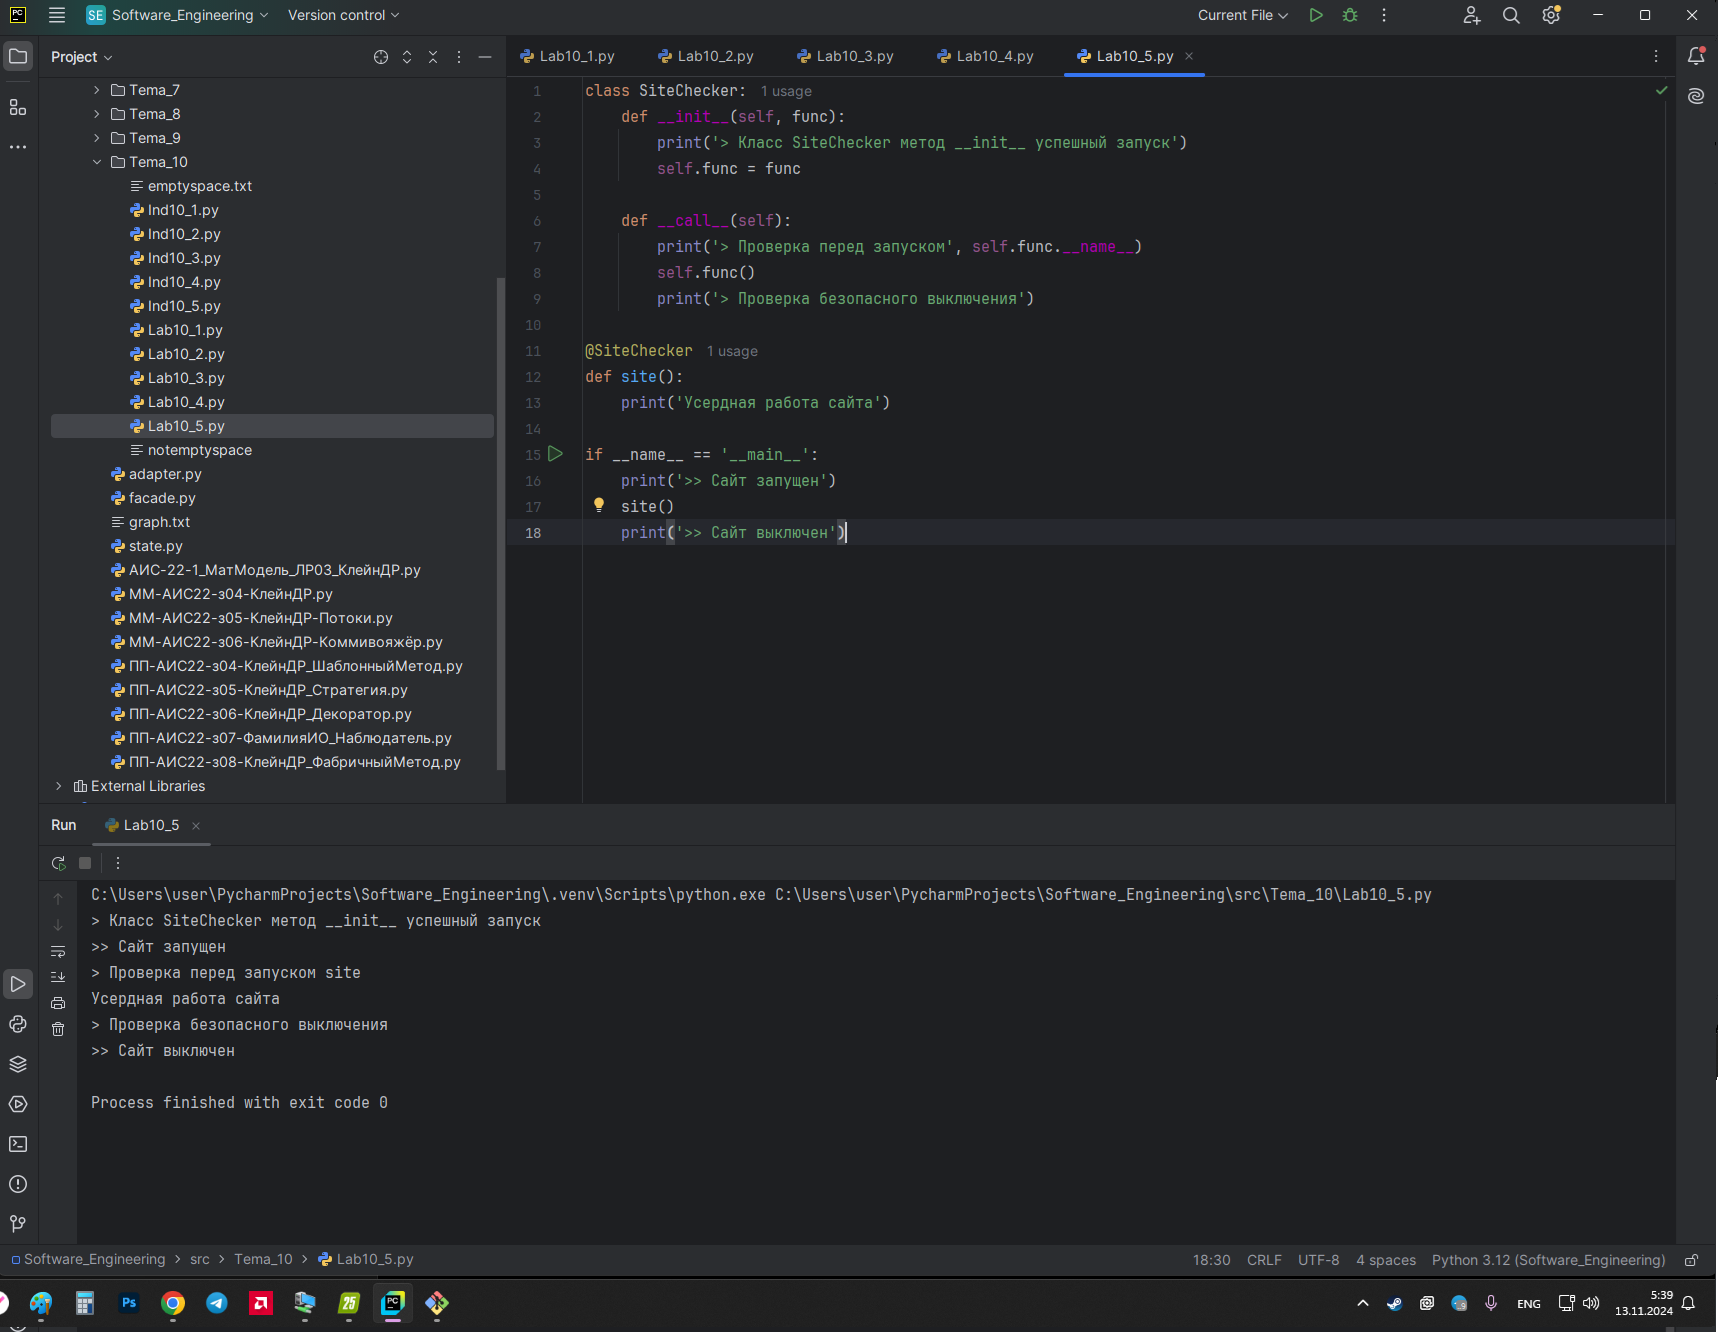 PC
SE Software_Engineering Version control Current File
Project
Tema_7
Tema_8
Tema_9
Tema_10
emptyspace.txt
Ind10_1.py
Ind10_2.py
Ind10_3.py
Ind10_4.py
Ind10_5.py
Lab10_1.py
Lab10_2.py
Lab10_3.py
Lab10_4.py
Lab10_5.py
notemptyspace
adapter.py
facade.py
graph.txt
state.py
АИС-22-1_МатМодель_ЛР03_КлейнДР.py
ММ-АИС22-з04-КлейнДР.py
ММ-АИС22-з05-КлейнДР-Потоки.py
ММ-АИС22-з06-КлейнДР-Коммивояжёр.py
ПП-АИС22-з04-КлейнДР_ШаблонныйМетод.py
ПП-АИС22-з05-КлейнДР_Стратегия.py
ПП-АИС22-з06-КлейнДР_Декоратор.py
ПП-АИС22-з07-ФамилияИО_Наблюдатель.py
ПП-АИС22-з08-КлейнДР_ФабричныйМетод.py
External Libraries
Lab10_1.py Lab10_2.py Lab10_3.py Lab10_4.py Lab10_5.py
1 class SiteChecker: 1 usage
2     def __init__(self, func):
3         print('> Класс SiteChecker метод __init__ успешный запуск')
4         self.func = func
5
6     def __call__(self):
7         print('> Проверка перед запуском', self.func.__name__)
8         self.func()
9         print('> Проверка безопасного выключения')
10
11 @SiteChecker 1 usage
12 def site():
13     print('Усердная работа сайта')
14
15 if __name__ == '__main__':
16     print('>> Сайт запущен')
17     site()
18     print('>> Сайт выключен')
Run Lab10_5
C:\Users\user\PycharmProjects\Software_Engineering\.venv\Scripts\python.exe C:\Users\user\PycharmProjects\Software_Engineering\src\Tema_10\Lab10_5.py
> Класс SiteChecker метод __init__ успешный запуск
>> Сайт запущен
> Проверка перед запуском site
Усердная работа сайта
> Проверка безопасного выключения
>> Сайт выключен
Process finished with exit code 0
Software_Engineering > src > Tema_10 > Lab10_5.py 18:30 CRLF UTF-8 4 spaces Python 3.12 (Software_Engineering)
Ps 25 PC ENG 5:39
13.11.2024